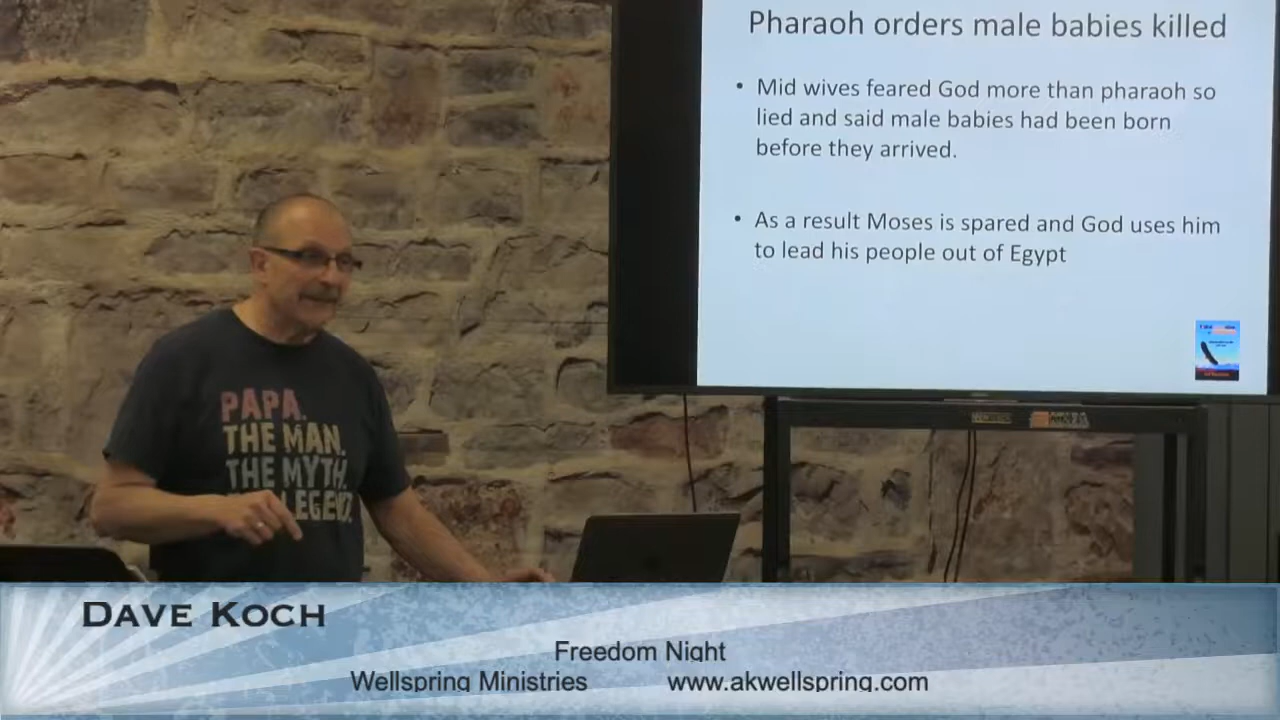 Pharaoh orders male babies killed
• Mid wives feared God more than pharaoh so
lied and said male babies had been born
before they arrived.
• As a result Moses is spared and God uses him
to lead his people out of Egypt
PAPA.
THE MAN.
THE MYTH.
LEGEND.
DAVE KOCH
Freedom Night
Wellspring Ministries www.akwellspring.com